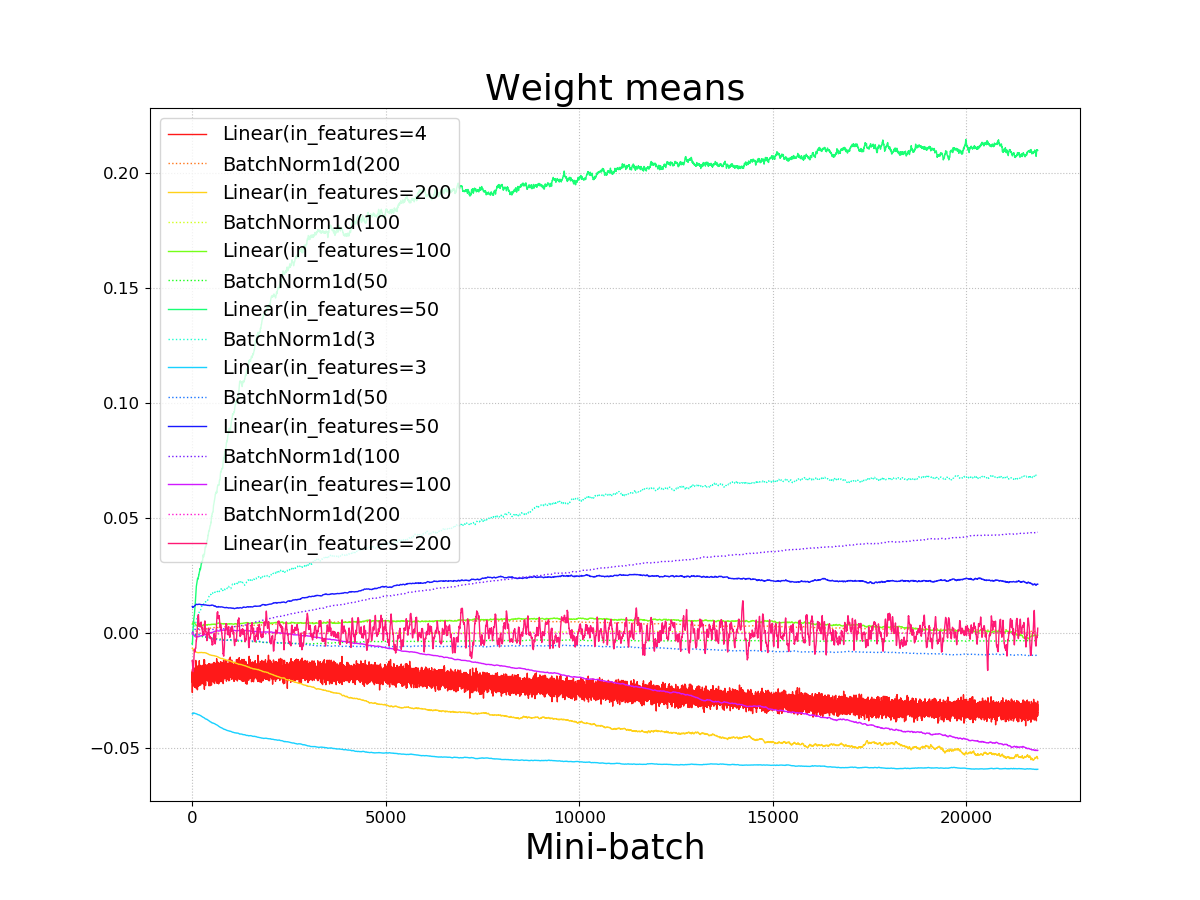 Weight means
Linear(in_features=4
BatchNorm1d(200
Linear(in_features=200
BatchNorm1d(100
Linear(in_features=100
BatchNorm1d(50
Linear(in_features=50
BatchNorm1d(3
Linear(in_features=3
BatchNorm1d(50
Linear(in_features=50
BatchNorm1d(100
Linear(in_features=100
BatchNorm1d(200
Linear(in_features=200
0.20
0.15
0.10
0.05
0.00
−0.05
0 5000 10000 15000 20000
Mini-batch